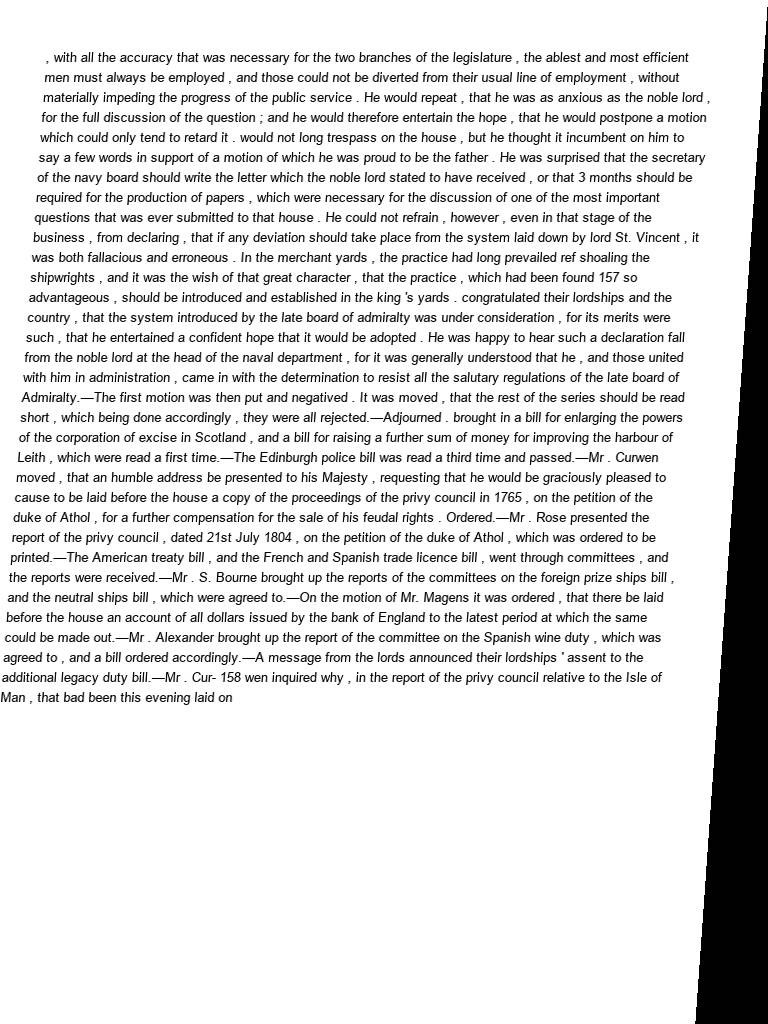 , with all the accuracy that was necessary for the two branches of the legislature , the ablest and most efficient
men must always be employed , and those could not be diverted from their usual line of employment , without
materially impeding the progress of the public service . He would repeat , that he was as anxious as the noble lord ,
for the full discussion of the question ; and he would therefore entertain the hope , that he would postpone a motion
which could only tend to retard it . would not long trespass on the house , but he thought it incumbent on him to
say a few words in support of a motion of which he was proud to be the father . He was surprised that the secretary
of the navy board should write the letter which the noble lord stated to have received , or that 3 months should be
required for the production of papers , which were necessary for the discussion of one of the most important
questions that was ever submitted to that house . He could not refrain , however , even in that stage of the
business , from declaring , that if any deviation should take place from the system laid down by lord St. Vincent , it
was both fallacious and erroneous . In the merchant yards , the practice had long prevailed ref shoaling the
shipwrights , and it was the wish of that great character , that the practice , which had been found 157 so
advantageous , should be introduced and established in the king 's yards . congratulated their lordships and the
country , that the system introduced by the late board of admiralty was under consideration , for its merits were
such , that he entertained a confident hope that it would be adopted . He was happy to hear such a declaration fall
from the noble lord at the head of the naval department , for it was generally understood that he , and those united
with him in administration , came in with the determination to resist all the salutary regulations of the late board of
Admiralty.—The first motion was then put and negatived . It was moved , that the rest of the series should be read
short , which being done accordingly , they were all rejected.—Adjourned . brought in a bill for enlarging the powers
of the corporation of excise in Scotland , and a bill for raising a further sum of money for improving the harbour of
Leith , which were read a first time.—The Edinburgh police bill was read a third time and passed.—Mr . Curwen
moved , that an humble address be presented to his Majesty , requesting that he would be graciously pleased to
cause to be laid before the house a copy of the proceedings of the privy council in 1765 , on the petition of the
duke of Athol , for a further compensation for the sale of his feudal rights . Ordered.—Mr . Rose presented the
report of the privy council , dated 21st July 1804 , on the petition of the duke of Athol , which was ordered to be
printed.—The American treaty bill , and the French and Spanish trade licence bill , went through committees , and
the reports were received.—Mr . S. Bourne brought up the reports of the committees on the foreign prize ships bill ,
and the neutral ships bill , which were agreed to.—On the motion of Mr. Magens it was ordered , that there be laid
before the house an account of all dollars issued by the bank of England to the latest period at which the same
could be made out.—Mr . Alexander brought up the report of the committee on the Spanish wine duty , which was
agreed to , and a bill ordered accordingly.—A message from the lords announced their lordships ' assent to the
additional legacy duty bill.—Mr . Cur- 158 wen inquired why , in the report of the privy council relative to the Isle of
Man , that bad been this evening laid on